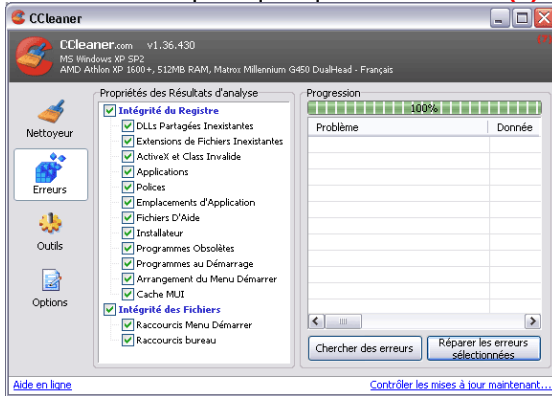 CCleaner
CCleaner.com v1.36.430
MS Windows XP SP2
AMD Athlon XP 1600+, 512MB RAM, Matrox Millennium G450 DualHead - Français
Nettoyeur
Erreurs
Outils
Options
Propriétés des Résultats d'analyse
Intégrité du Registre
DLLs Partagées Inexistantes
Extensions de Fichiers Inexistantes
ActiveX et Class Invalide
Applications
Polices
Emplacements d'Application
Fichiers D'Aide
Installateur
Programmes Obsolètes
Programmes au Démarrage
Arrangement du Menu Démarrer
Cache MUI
Intégrité des Fichiers
Raccourcis Menu Démarrer
Raccourcis bureau
Progression
100%
Problème Donnée
Chercher des erreurs
Réparer les erreurs
sélectionnées
Aide en ligne
Contrôler les mises à jour maintenant...